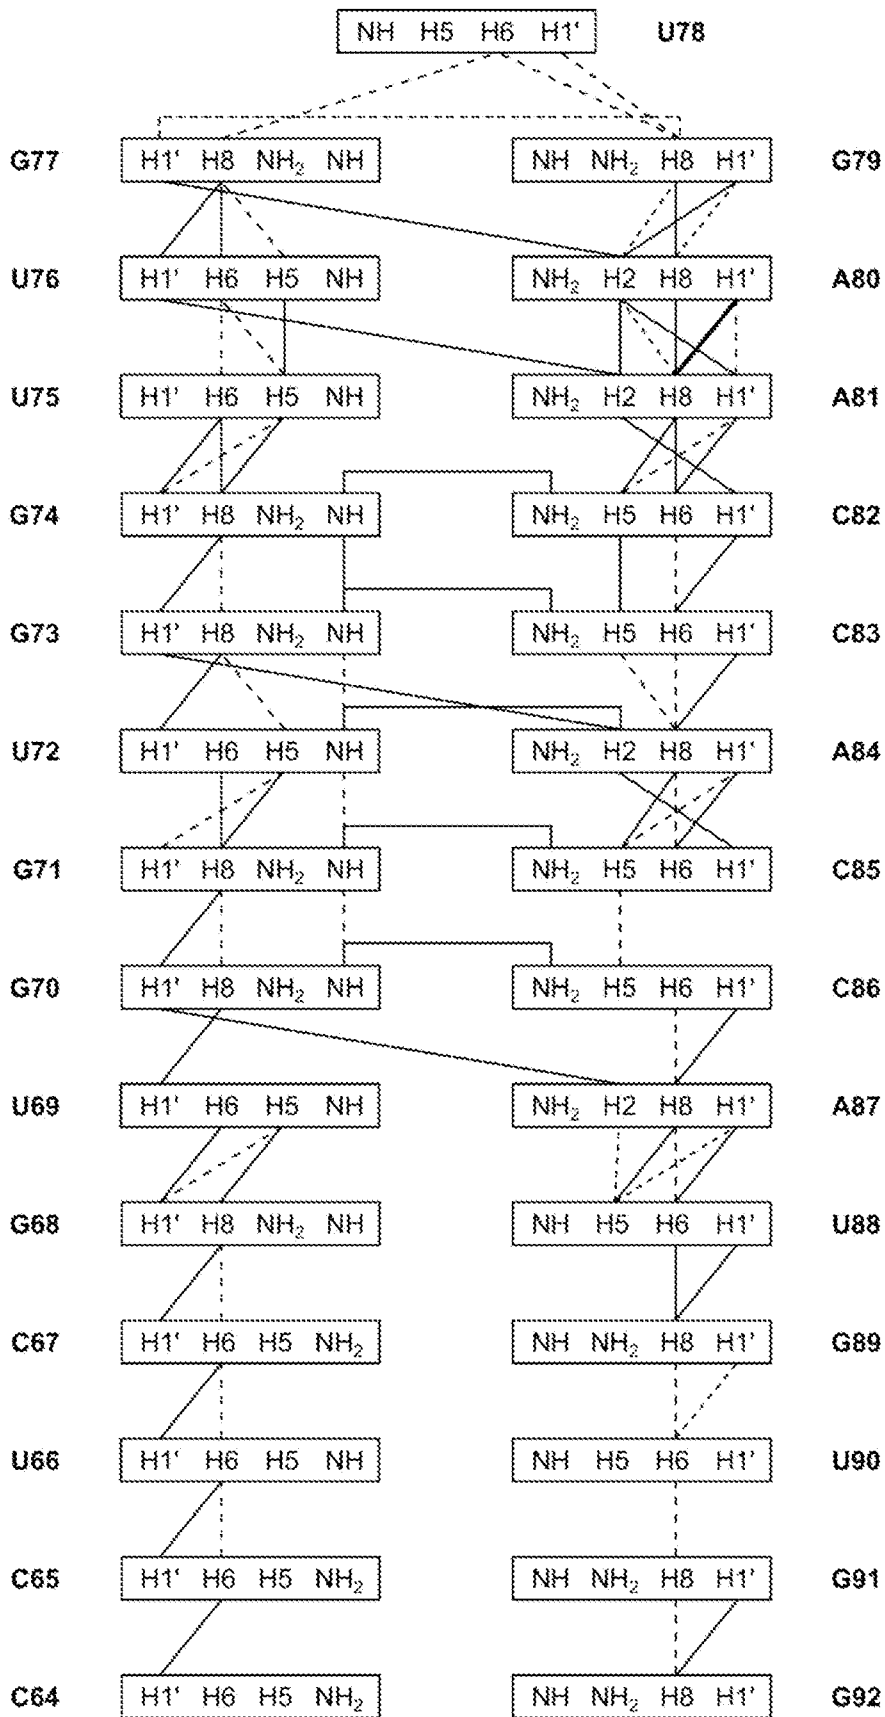 NH H5 H6 H1' U78
G77 H1' H8 NH₂ NH NH NH₂ H8 H1' G79
U76 H1' H6 H5 NH NH₂ H2 H8 H1' A80
U75 H1' H6 H5 NH NH₂ H2 H8 H1' A81
G74 H1' H8 NH₂ NH NH₂ H5 H6 H1' C82
G73 H1' H8 NH₂ NH NH₂ H5 H6 H1' C83
U72 H1' H6 H5 NH NH₂ H2 H8 H1' A84
G71 H1' H8 NH₂ NH NH₂ H5 H6 H1' C85
G70 H1' H8 NH₂ NH NH₂ H5 H6 H1' C86
U69 H1' H6 H5 NH NH₂ H2 H8 H1' A87
G68 H1' H8 NH₂ NH NH H5 H6 H1' U88
C67 H1' H6 H5 NH₂ NH NH₂ H8 H1' G89
U66 H1' H6 H5 NH NH H5 H6 H1' U90
C65 H1' H6 H5 NH₂ NH NH₂ H8 H1' G91
C64 H1' H6 H5 NH₂ NH NH₂ H8 H1' G92